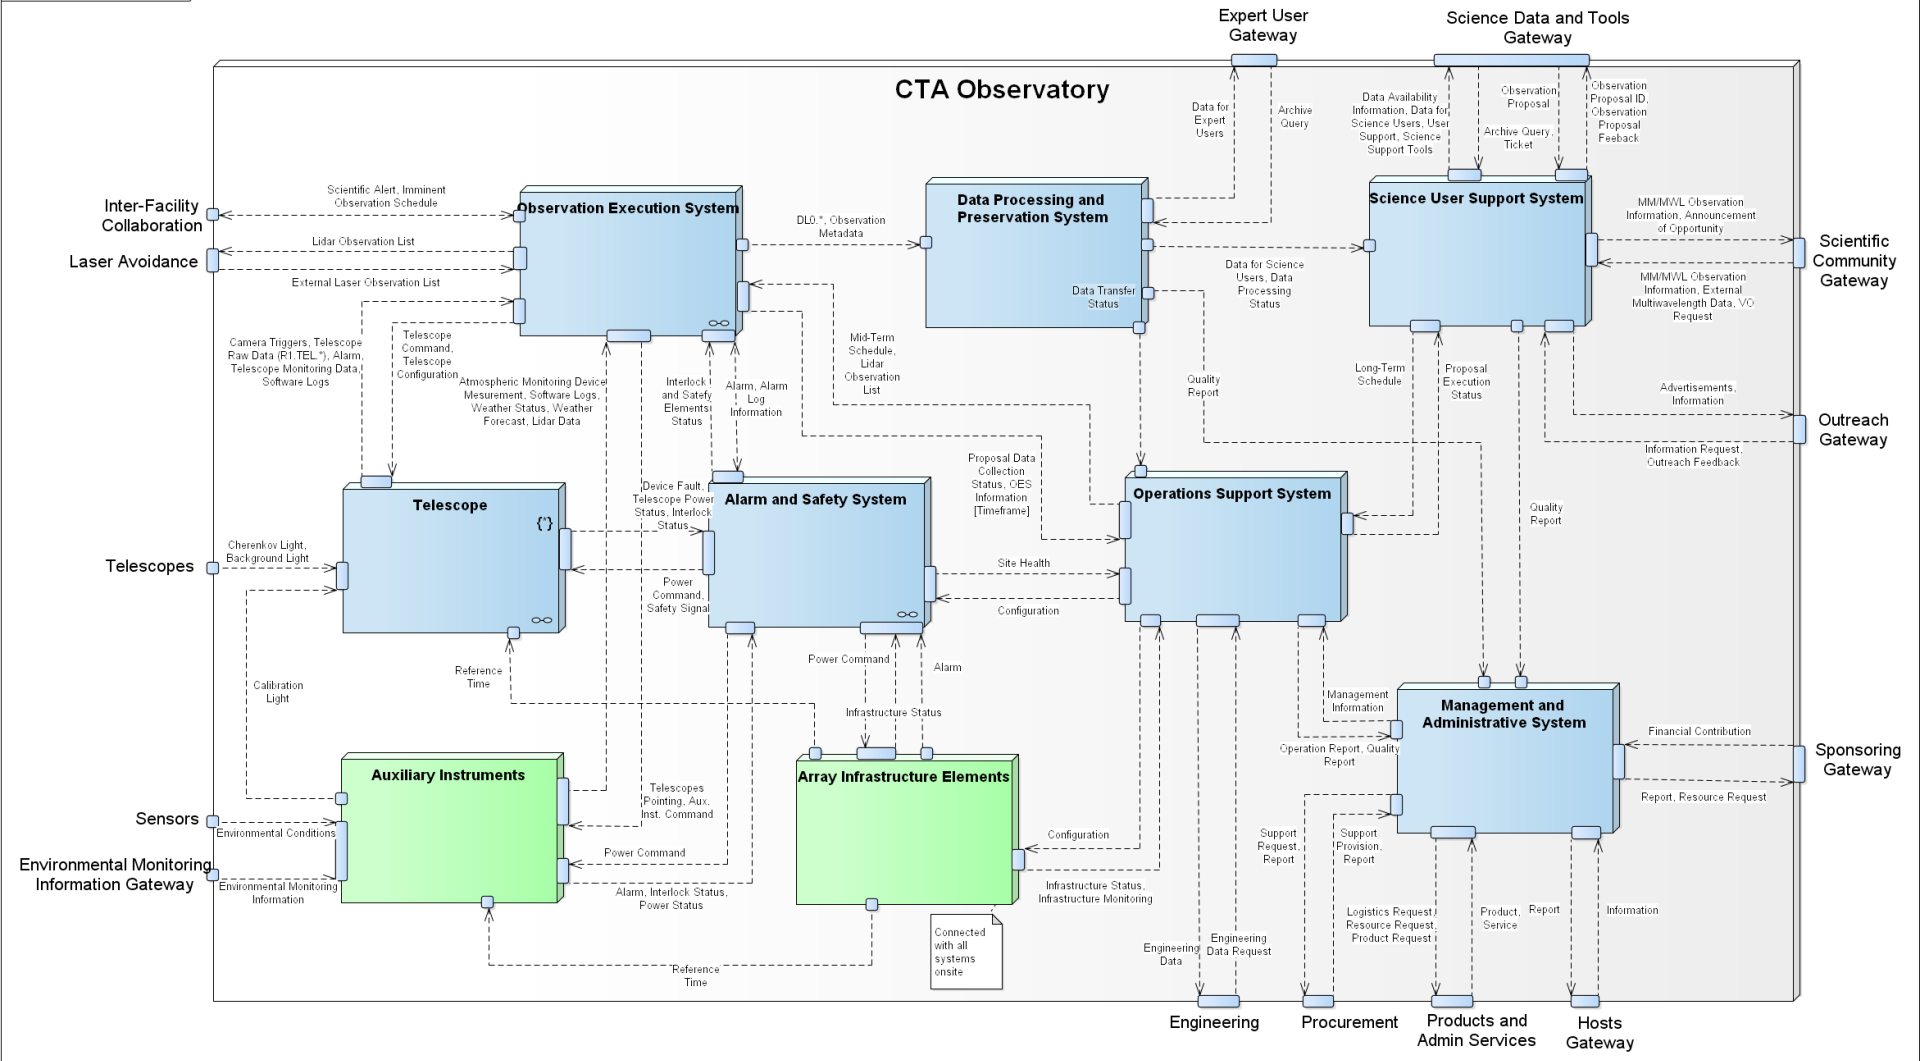 Expert User
Gateway
Science Data and Tools
Gateway
CTA Observatory
Data for
Expert
Users
Archive
Query
Data Availability
Information, Data for
Science Users, User
Support, Science
Support Tools
Observation
Proposal
Archive Query,
Ticket
Observation
Proposal ID,
Observation
Proposal
Feeback
Inter-Facility
Collaboration
Scientific Alert, Imminent
Observation Schedule
Laser Avoidance
Lidar Observation List
External Laser Observation List
Observation Execution System
DL0.*, Observation
Metadata
Data Processing and
Preservation System
Data Transfer
Status
Data for Science
Users, Data
Processing
Status
Science User Support System
MM/MWL Observation
Information, Announcement
of Opportunity
Scientific
Community
Gateway
MM/MWL Observation
Information, External
Multiwavelength Data, VO
Request
Camera Triggers, Telescope
Raw Data (R1.TEL.*), Alarm,
Telescope Monitoring Data,
Software Logs
Telescope
Command,
Telescope
Configuration
Atmospheric Monitoring Device
Mesurement, Software Logs,
Weather Status, Weather
Forecast, Lidar Data
Interlock
and Satefy
Elements
Status
Alarm, Alarm
Log
Information
Mid-Term
Schedule,
Lidar
Observation
List
Quality
Report
Long-Term
Schedule
Proposal
Execution
Status
Advertisements,
Information
Outreach
Gateway
Information Request,
Outreach Feedback
Telescope
{*}
Device Fault,
Telescope Power
Status, Interlock
Status
Alarm and Safety System
Proposal Data
Collection
Status, OES
Information
[Timeframe]
Operations Support System
Quality
Report
Telescopes
Cherenkov Light,
Background Light
Power
Command,
Safety Signal
Site Health
Configuration
Reference
Time
Calibration
Light
Power Command
Alarm
Infrastructure Status
Management
Information
Operation Report, Quality
Report
Management and
Administrative System
Financial Contribution
Sponsoring
Gateway
Report, Resource Request
Auxiliary Instruments
Telescopes
Pointing, Aux.
Inst. Command
Array Infrastructure Elements
Sensors
Environmental Conditions
Environmental Monitoring
Information Gateway
Environmental Monitoring
Information
Power Command
Alarm, Interlock Status,
Power Status
Configuration
Infrastructure Status,
Infrastructure Monitoring
Support
Request,
Report
Support
Provision,
Report
Connected
with all
systems
onsite
Reference
Time
Engineering
Data
Engineering
Data Request
Logistics Request,
Resource Request,
Product Request
Product,
Service
Report
Information
Engineering
Procurement
Products and
Admin Services
Hosts
Gateway